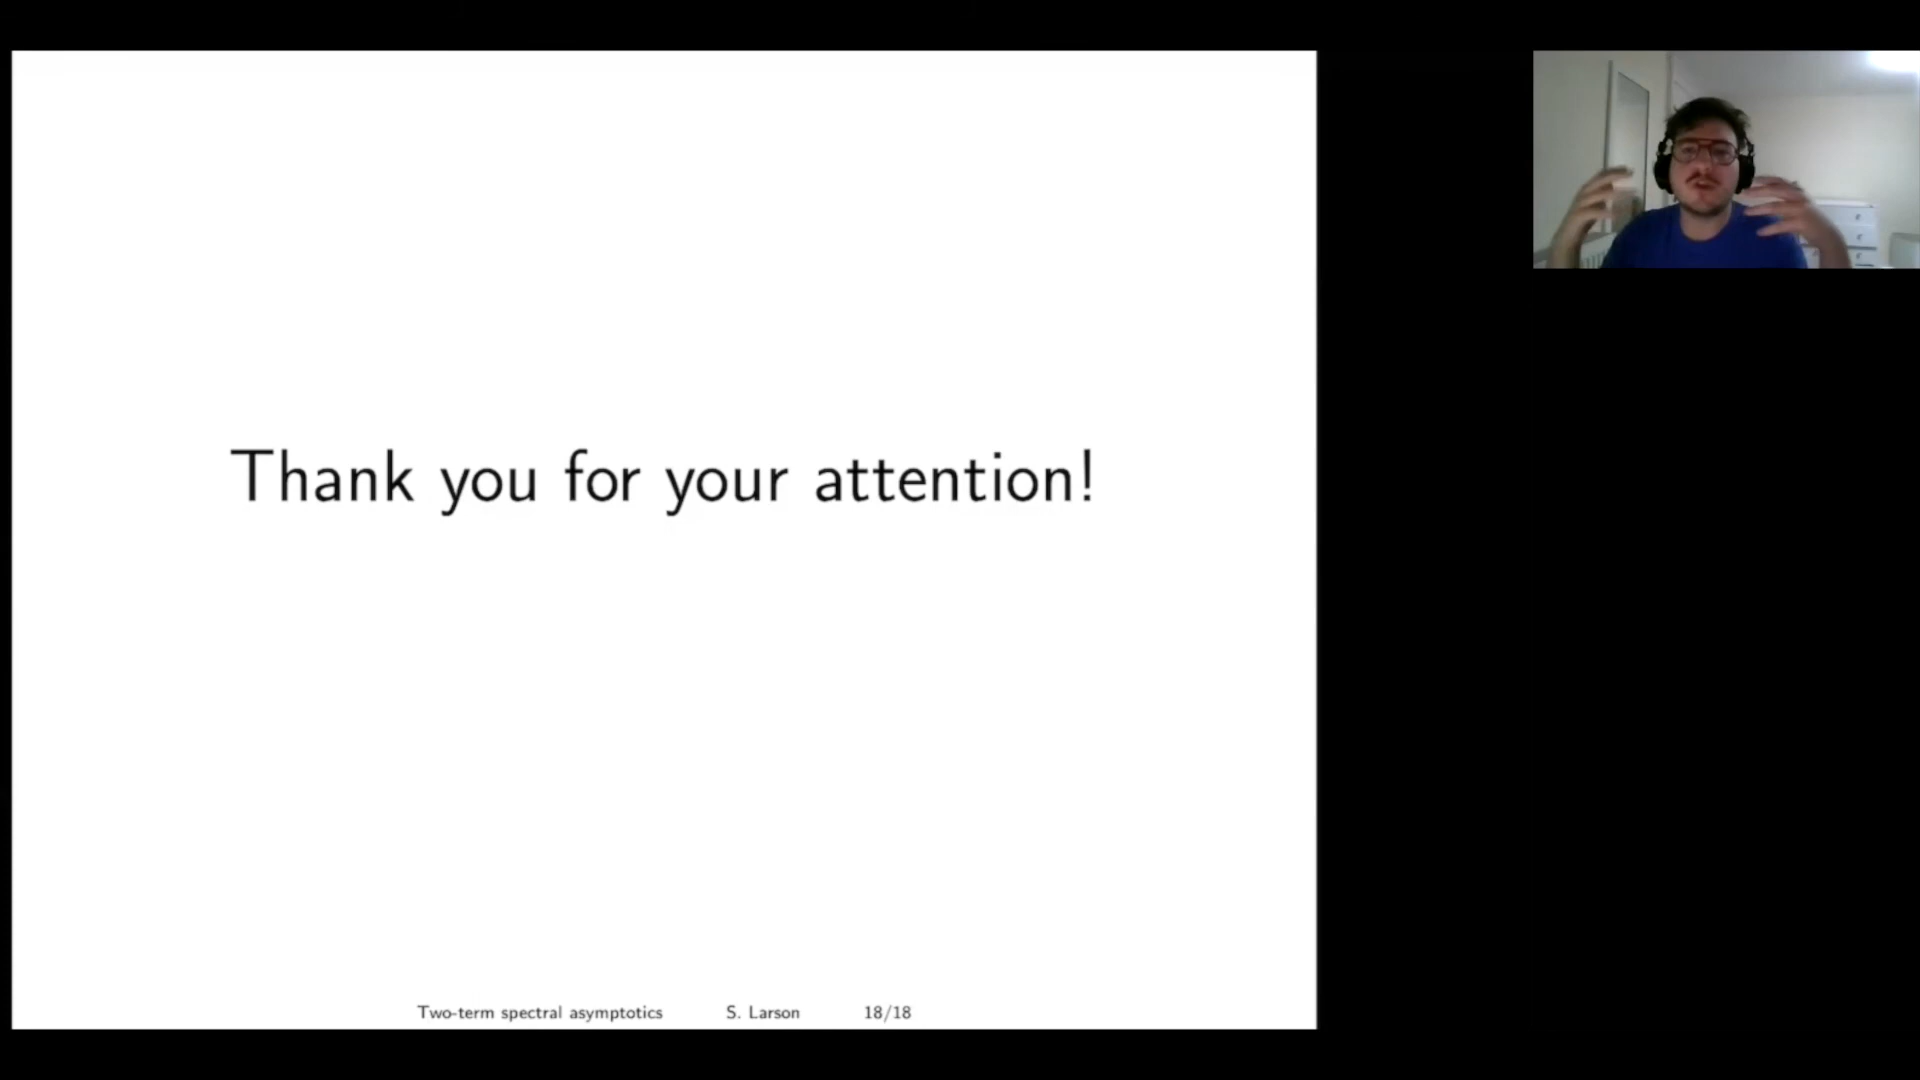 Thank you for your attention!
Two-term spectral asymptotics S. Larson 18/18